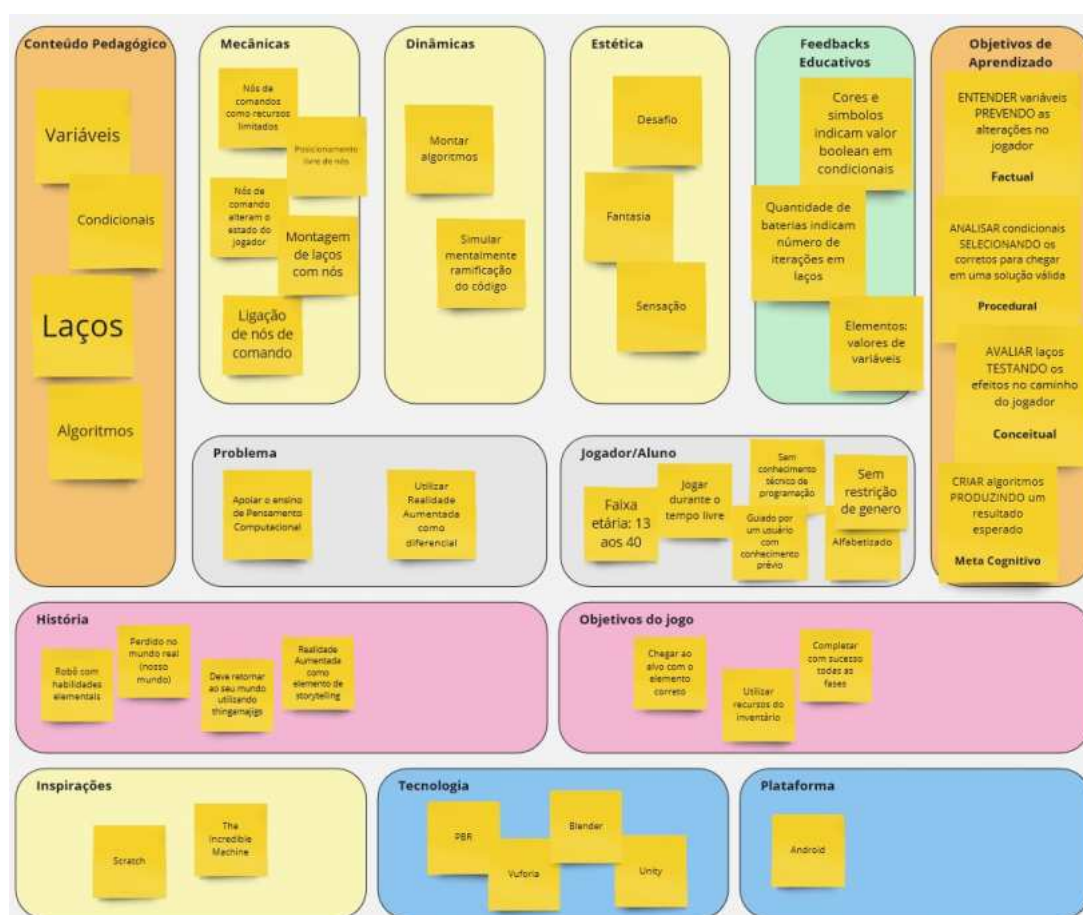 Conteúdo Pedagógico
Variáveis
Condicionais
Laços
Algoritmos
Mecânicas
Nós de
comandos
como recursos
limitados
Posicionamento
livre de nós
Nós de
comando
alteram o
estado do
jogador
Montagem
de laços
com nós
Ligação
de nós de
comando
Dinâmicas
Montar
algoritmos
Simular
mentalmente
ramificação
do código
Estética
Desafio
Fantasia
Sensação
Feedbacks
Educativos
Cores e
simbolos
indicam valor
boolean em
condicionais
Quantidade de
baterias indicam
número de
iterações em
laços
Elementos:
valores de
variáveis
Objetivos de
Aprendizado
ENTENDER variáveis
PREVENDO as
alterações no
jogador
Factual
ANALISAR condicionais
SELECIONANDO os
corretos para chegar
em uma solução válida
Procedural
AVALIAR laços
TESTANDO os
efeitos no caminho
do jogador
Conceitual
CRIAR algoritmos
PRODUZINDO um
resultado
esperado
Meta Cognitivo
Problema
Apoiar o ensino
de Pensamento
Computacional
Utilizar
Realidade
Aumentada
como
diferencial
Jogador/Aluno
Faixa
etária: 13
aos 40
Jogar
durante o
tempo livre
Sem
conhecimento
técnico de
programação
Guiado por
um usuário
com
conhecimento
prévio
Sem
restrição
de genero
Alfabetizado
História
Robô com
habilidades
elementais
Perdido no
mundo real
(nosso
mundo)
Deve retornar
ao seu mundo
utilizando
thingamajigs
Realidade
Aumentada
como
elemento de
storytelling
Objetivos do jogo
Chegar ao
alvo com o
elemento
correto
Utilizar
recursos do
inventário
Completar
com sucesso
todas as
fases
Inspirações
Scratch
The
Incredible
Machine
Tecnologia
PBR
Vuforia
Blender
Unity
Plataforma
Android